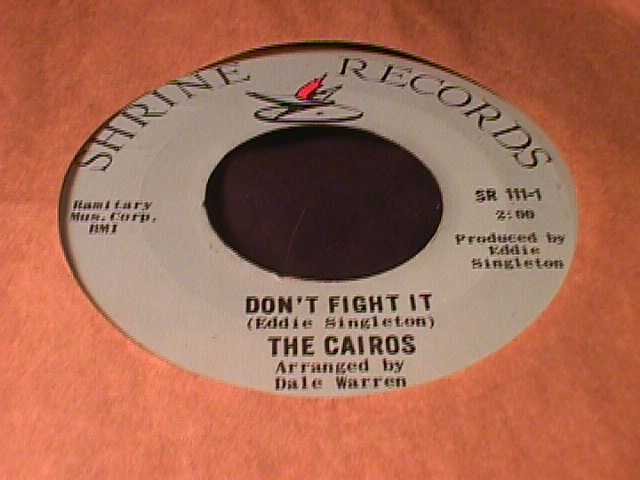 SHRINE RECORDS
Ramitary
Mus. Corp.
BMI
SR 111-1
2:00
Produced by
Eddie
Singleton
DON'T FIGHT IT
(Eddie Singleton)
THE CAIROS
Arranged by
Dale Warren